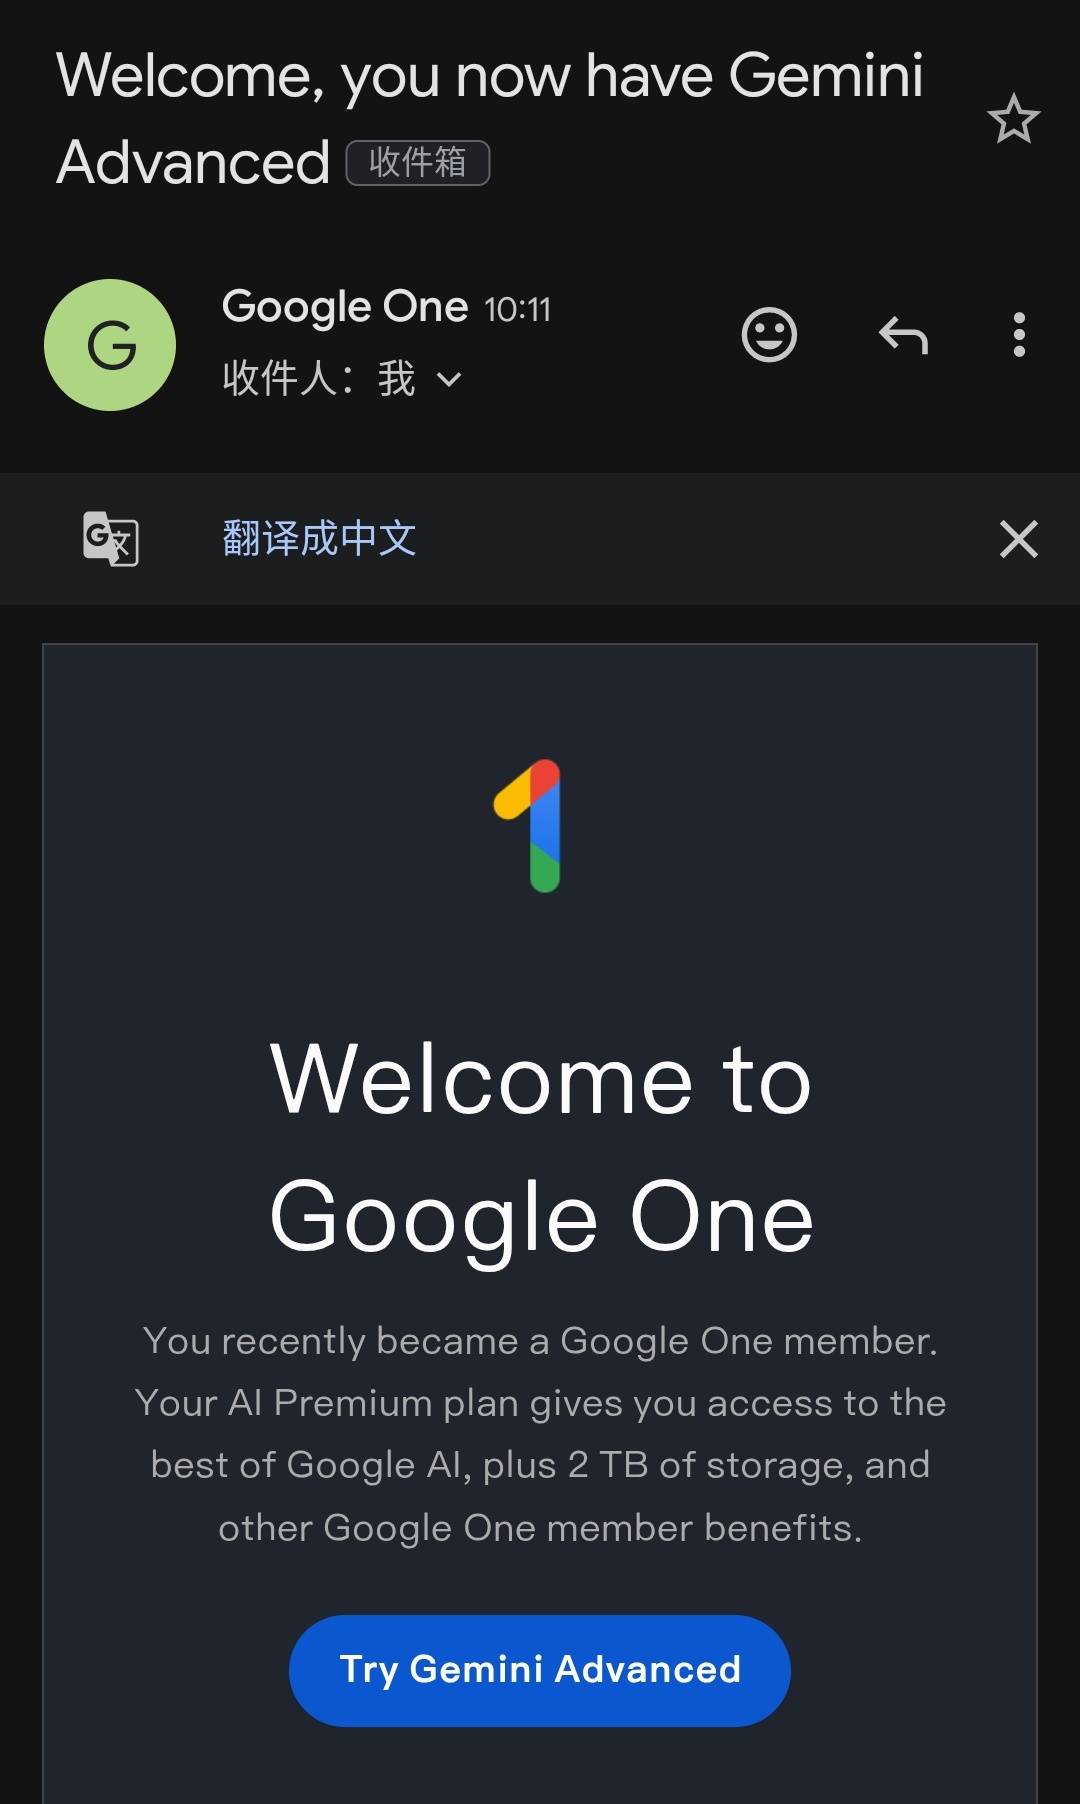 Welcome, you now have Gemini
Advanced 收件箱
G
Google One 10:11
收件人：我
翻译成中文
Welcome to
Google One
You recently became a Google One member.
Your AI Premium plan gives you access to the
best of Google AI, plus 2 TB of storage, and
other Google One member benefits.
Try Gemini Advanced